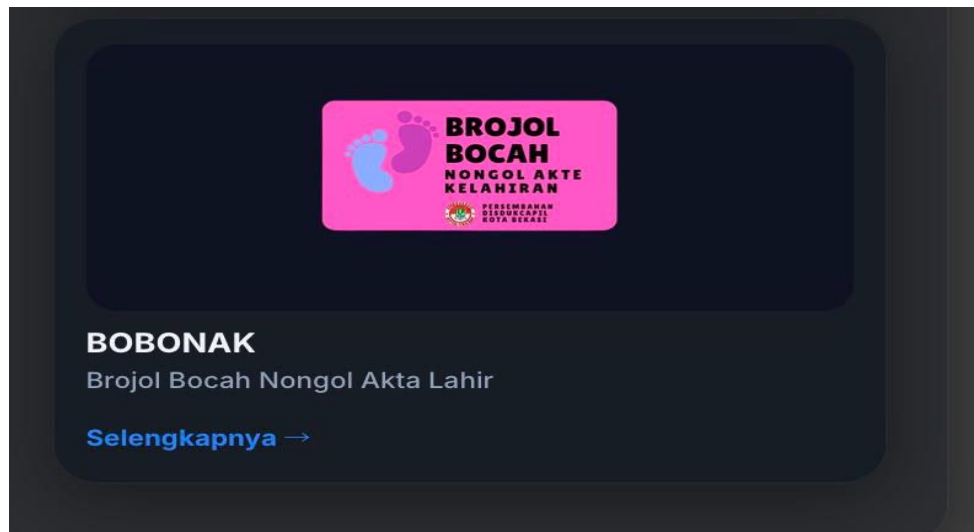 BROJOL
BOCAH
NONGOL AKTE
KELAHIRAN
PERSEMBAHAN
DISDUKCAPIL
KOTA BEKASI
BOBONAK
Brojol Bocah Nongol Akta Lahir
Selengkapnya →